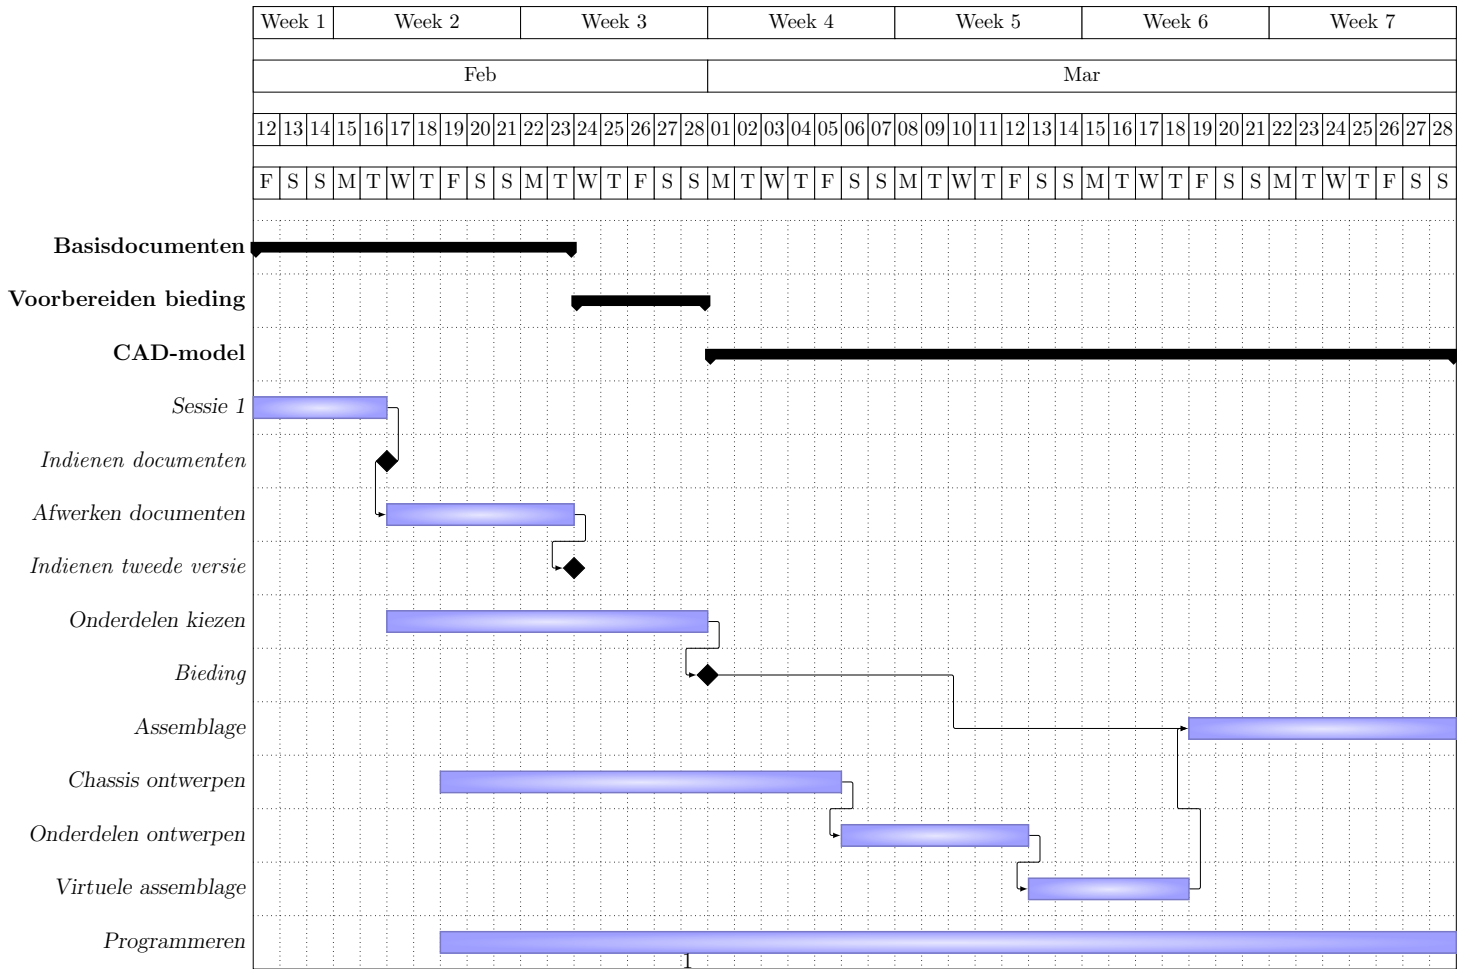 Week 1 Week 2 Week 3 Week 4 Week 5 Week 6 Week 7
Feb Mar
12 13 14 15 16 17 18 19 20 21 22 23 24 25 26 27 28 01 02 03 04 05 06 07 08 09 10 11 12 13 14 15 16 17 18 19 20 21 22 23 24 25 26 27 28
F S S M T W T F S S M T W T F S S M T W T F S S M T W T F S S M T W T F S S M T W T F S S
Basisdocumenten
Voorbereiden bieding
CAD-model
Sessie 1
Indienen documenten
Afwerken documenten
Indienen tweede versie
Onderdelen kiezen
Bieding
Assemblage
Chassis ontwerpen
Onderdelen ontwerpen
Virtuele assemblage
Programmeren
1